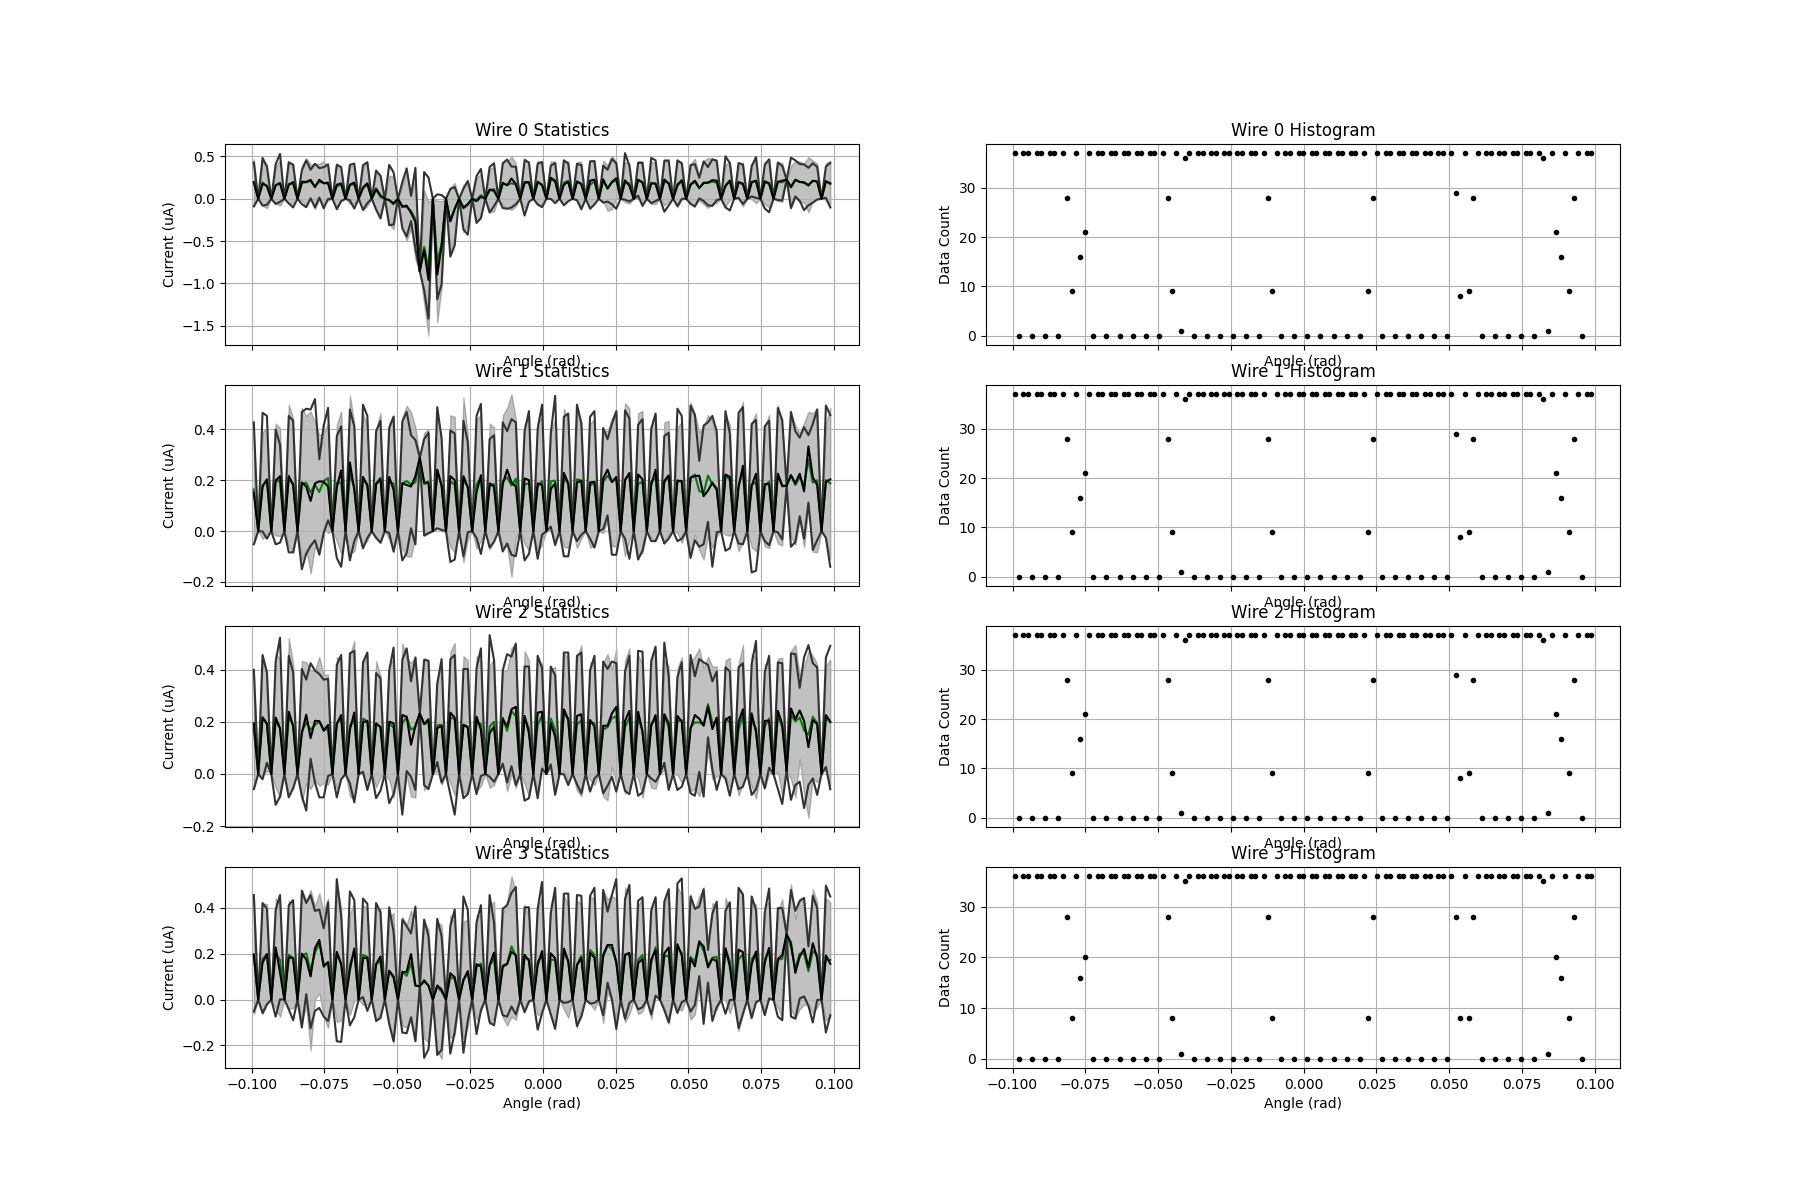 Wire 0 Statistics
Current (uA)
0.5
0.0
−0.5
−1.0
−1.5
Angle (rad)
Wire 0 Histogram
Data Count
30
20
10
0
Angle (rad)
Wire 1 Statistics
Current (uA)
0.4
0.2
0.0
−0.2
Angle (rad)
Wire 1 Histogram
Data Count
30
20
10
0
Angle (rad)
Wire 2 Statistics
Current (uA)
0.4
0.2
0.0
−0.2
Angle (rad)
Wire 2 Histogram
Data Count
30
20
10
0
Angle (rad)
Wire 3 Statistics
Current (uA)
0.4
0.2
0.0
−0.2
−0.100 −0.075 −0.050 −0.025 0.000 0.025 0.050 0.075 0.100
Angle (rad)
Wire 3 Histogram
Data Count
30
20
10
0
−0.100 −0.075 −0.050 −0.025 0.000 0.025 0.050 0.075 0.100
Angle (rad)